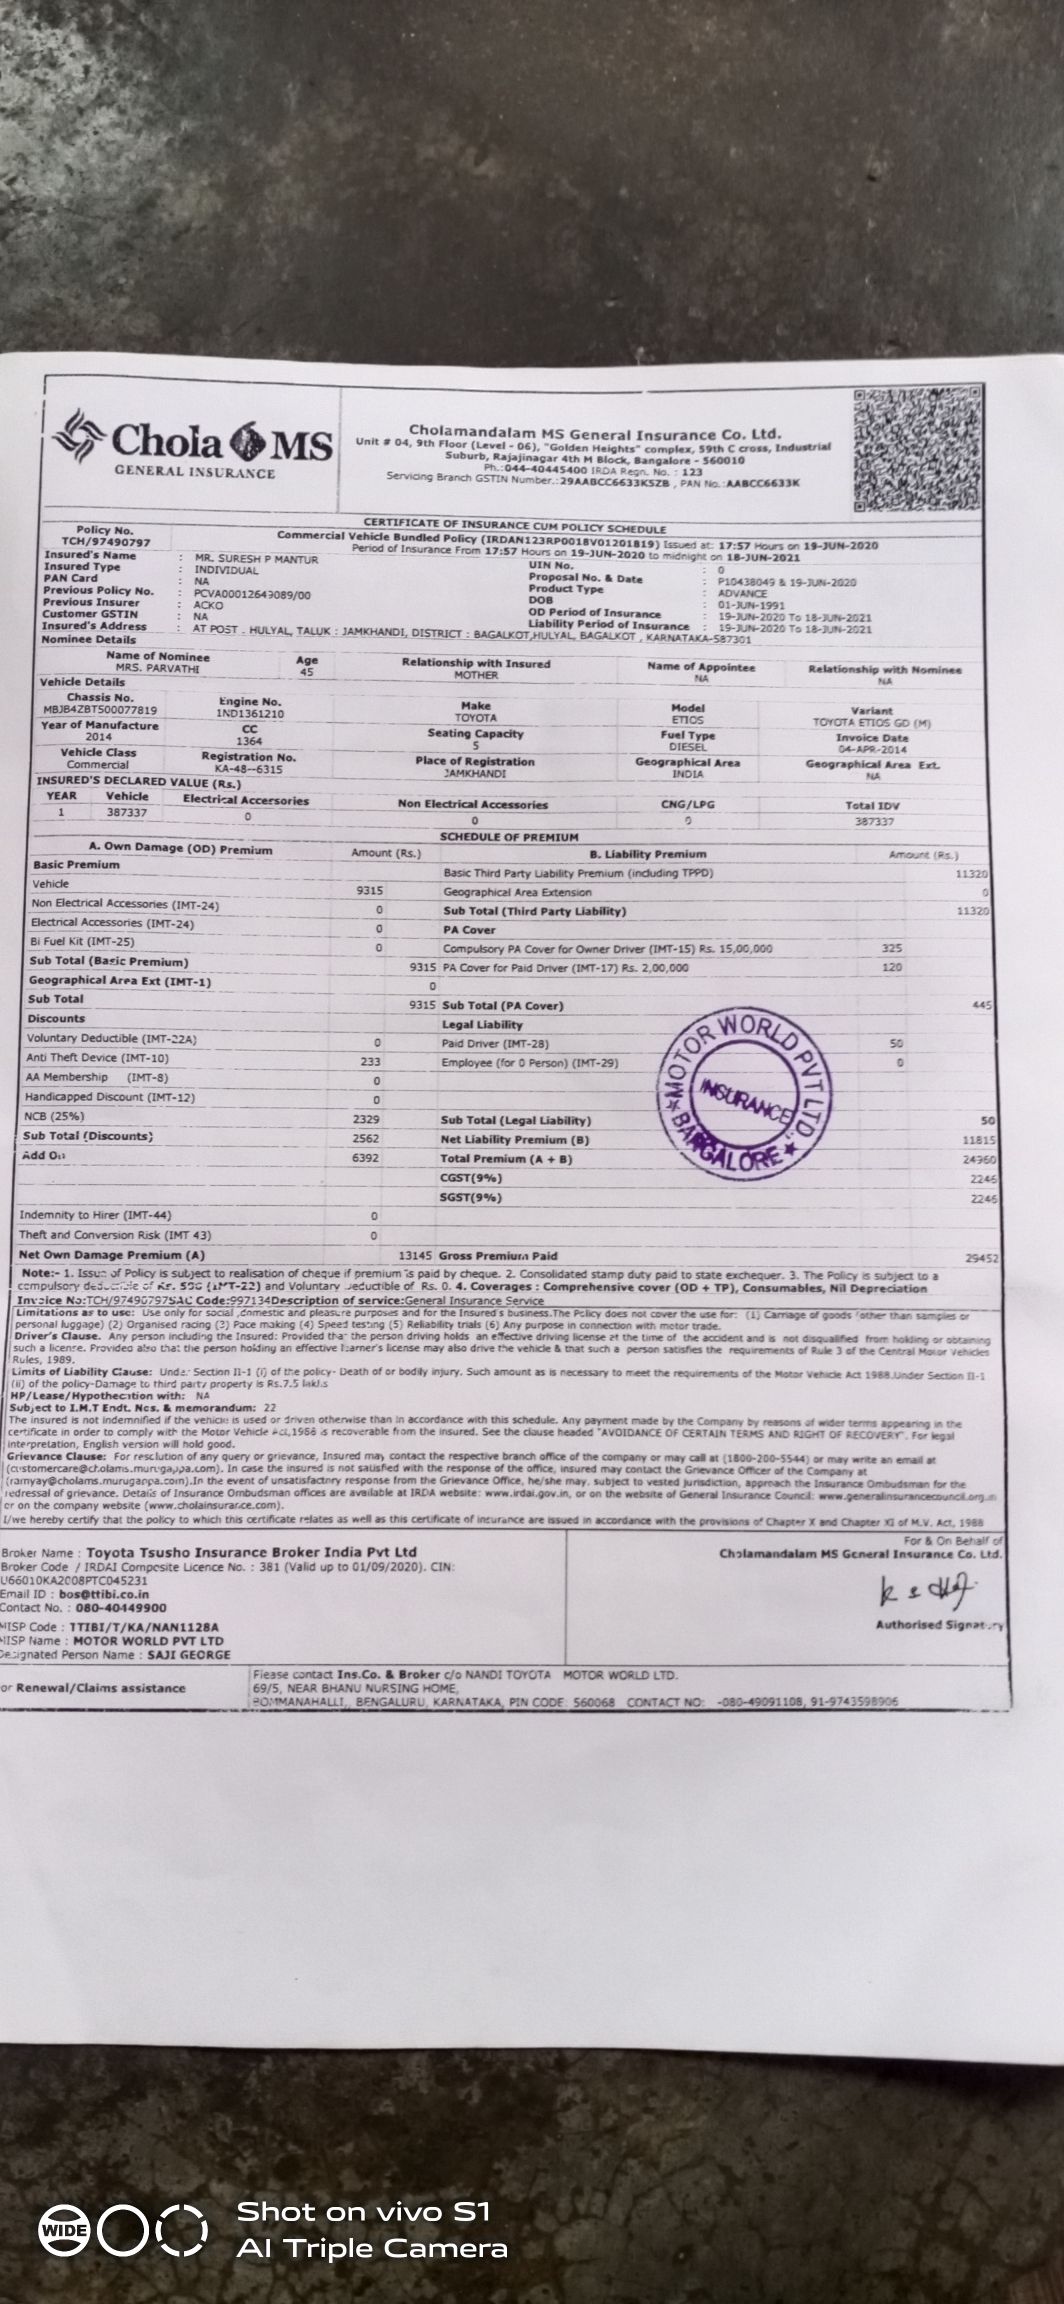 Chola MS
GENERAL INSURANCE
Cholamandalam MS General Insurance Co. Ltd.
Unit # 04, 9th Floor (Level - 06), "Golden Heights" complex, 59th C cross, Industrial
Suburb, Rajajinagar 4th M Block, Bangalore - 560010
Ph.:044-40445400 IRDA Regn. No. : 123
Servicing Branch GSTIN Number.:29AABCC6633K5ZB , PAN No.:AABCC6633K
CERTIFICATE OF INSURANCE CUM POLICY SCHEDULE
Policy No.
TCH/97490797
Commercial Vehicle Bundled Policy (IRDAN123RP0018V01201819) Issued at: 17:57 Hours on 19-JUN-2020
Period of Insurance From 17:57 Hours on 19-JUN-2020 to midnight on 18-JUN-2021
Insured's Name : MR. SURESH P MANTUR UIN No. : 0
Insured Type : INDIVIDUAL Proposal No. & Date : P10438049 & 19-JUN-2020
PAN Card : NA Product Type : ADVANCE
Previous Policy No. : PCVA00012649089/00 DOB : 01-JUN-1991
Previous Insurer : ACKO OD Period of Insurance : 19-JUN-2020 To 18-JUN-2021
Customer GSTIN : NA Liability Period of Insurance : 19-JUN-2020 To 18-JUN-2021
Insured's Address : AT POST . HULYAL, TALUK : JAMKHANDI, DISTRICT : BAGALKOT,HULYAL, BAGALKOT , KARNATAKA-587301
Nominee Details
Name of Nominee Age Relationship with Insured Name of Appointee Relationship with Nominee
MRS. PARVATHI 45 MOTHER NA NA
Vehicle Details
Chassis No. Engine No. Make Model Variant
MBJB4ZBT500077819 1ND1361210 TOYOTA ETIOS TOYOTA ETIOS GD (M)
Year of Manufacture CC Seating Capacity Fuel Type Invoice Date
2014 1364 5 DIESEL 04-APR-2014
Vehicle Class Registration No. Place of Registration Geographical Area Geographical Area Ext.
Commercial KA-48--6315 JAMKHANDI INDIA NA
INSURED'S DECLARED VALUE (Rs.)
YEAR Vehicle Electrical Accersories Non Electrical Accessories CNG/LPG Total IDV
1 387337 0 0 0 387337
SCHEDULE OF PREMIUM
A. Own Damage (OD) Premium Amount (Rs.) B. Liability Premium Amount (Rs.)
Basic Premium Basic Third Party Liability Premium (including TPPD) 11320
Vehicle 9315 Geographical Area Extension 0
Non Electrical Accessories (IMT-24) 0 Sub Total (Third Party Liability) 11320
Electrical Accessories (IMT-24) 0 PA Cover
Bi Fuel Kit (IMT-25) 0 Compulsory PA Cover for Owner Driver (IMT-15) Rs. 15,00,000 325
Sub Total (Basic Premium) 9315 PA Cover for Paid Driver (IMT-17) Rs. 2,00,000 120
Geographical Area Ext (IMT-1) 0
Sub Total 9315 Sub Total (PA Cover) 445
Discounts Legal Liability
Voluntary Deductible (IMT-22A) 0 Paid Driver (IMT-28) 50
Anti Theft Device (IMT-10) 233 Employee (for 0 Person) (IMT-29) 0
AA Membership (IMT-8) 0
Handicapped Discount (IMT-12) 0
NCB (25%) 2329 Sub Total (Legal Liability) 50
Sub Total (Discounts) 2562 Net Liability Premium (B) 11815
Add On 6392 Total Premium (A + B) 24960
CGST(9%) 2246
SGST(9%) 2246
Indemnity to Hirer (IMT-44) 0
Theft and Conversion Risk (IMT 43) 0
Net Own Damage Premium (A) 13145 Gross Premium Paid 29452
MOTOR WORLD PVT LTD
INSURANCE
BANGALORE
Note:- 1. Issue of Policy is subject to realisation of cheque if premium is paid by cheque. 2. Consolidated stamp duty paid to state exchequer. 3. The Policy is subject to a
compulsory deductible of Rs. 500 (IMT-22) and Voluntary Deductible of Rs. 0. 4. Coverages : Comprehensive cover (OD + TP), Consumables, Nil Depreciation
Invoice No:TCH/97490797SAC Code:997134Description of service:General Insurance Service
Limitations as to use: Use only for social ,domestic and pleasure purposes and for the Insured's business.The Policy does not cover the use for: (1) Carriage of goods (other than samples or
personal luggage) (2) Organised racing (3) Pace making (4) Speed testing (5) Reliability trials (6) Any purpose in connection with motor trade.
Driver's Clause. Any person including the Insured: Provided that the person driving holds an effective driving license at the time of the accident and is not disqualified from holding or obtaining
such a license. Provided also that the person holding an effective learner's license may also drive the vehicle & that such a person satisfies the requirements of Rule 3 of the Central Motor Vehicles
Rules, 1989.
Limits of Liability Clause: Under Section II-1 (i) of the policy- Death of or bodily injury. Such amount as is necessary to meet the requirements of the Motor Vehicle Act 1988.Under Section II-1
(ii) of the policy-Damage to third party property is Rs.7.5 lakhs
HP/Lease/Hypothecation with: NA
Subject to I.M.T Endt. Nos. & memorandum: 22
The insured is not indemnified if the vehicle is used or driven otherwise than in accordance with this schedule. Any payment made by the Company by reasons of wider terms appearing in the
certificate in order to comply with the Motor Vehicle Act,1988 is recoverable from the insured. See the clause headed "AVOIDANCE OF CERTAIN TERMS AND RIGHT OF RECOVERY". For legal
interpretation, English version will hold good.
Grievance Clause: For resolution of any query or grievance, Insured may contact the respective branch office of the company or may call at (1800-200-5544) or may write an email at
(customercare@cholams.murugappa.com). In case the insured is not satisfied with the response of the office, insured may contact the Grievance Officer of the Company at
(ramyay@cholams.murugappa.com).In the event of unsatisfactory response from the Grievance Office, he/she may, subject to vested jurisdiction, approach the Insurance Ombudsman for the
redressal of grievance. Details of Insurance Ombudsman offices are available at IRDA website: www.irdai.gov.in, or on the website of General Insurance Council: www.generalinsurancecouncil.org.in
or on the company website (www.cholainsurance.com).
I/we hereby certify that the policy to which this certificate relates as well as this certificate of insurance are issued in accordance with the provisions of Chapter X and Chapter XI of M.V. Act, 1988
For & On Behalf of
Cholamandalam MS General Insurance Co. Ltd.
Authorised Signatory
Broker Name : Toyota Tsusho Insurance Broker India Pvt Ltd
Broker Code / IRDAI Composite Licence No. : 381 (Valid up to 01/09/2020). CIN:
U66010KA2008PTC045231
Email ID : bos@ttibi.co.in
Contact No. : 080-40449900
MISP Code : TTIBI/T/KA/NAN1128A
MISP Name : MOTOR WORLD PVT LTD
Designated Person Name : SAJI GEORGE
or Renewal/Claims assistance
Please contact Ins.Co. & Broker c/o NANDI TOYOTA MOTOR WORLD LTD.
69/5, NEAR BHANU NURSING HOME,
BOMMANAHALLI,, BENGALURU, KARNATAKA, PIN CODE: 560068 CONTACT NO: -080-49091108, 91-9743598906
WIDE
Shot on vivo S1
AI Triple Camera